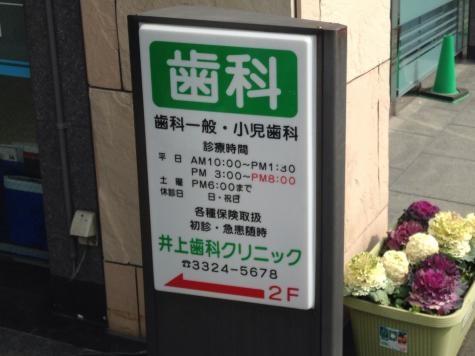 歯科
歯科一般・小児歯科
診療時間
平日 AM10:00~PM1:30
PM 3:00~PM8:00
土曜 PM6:00まで
休診日 日・祝日
各種保険取扱
初診・急患随時
井上歯科クリニック
☎3324-5678
2F